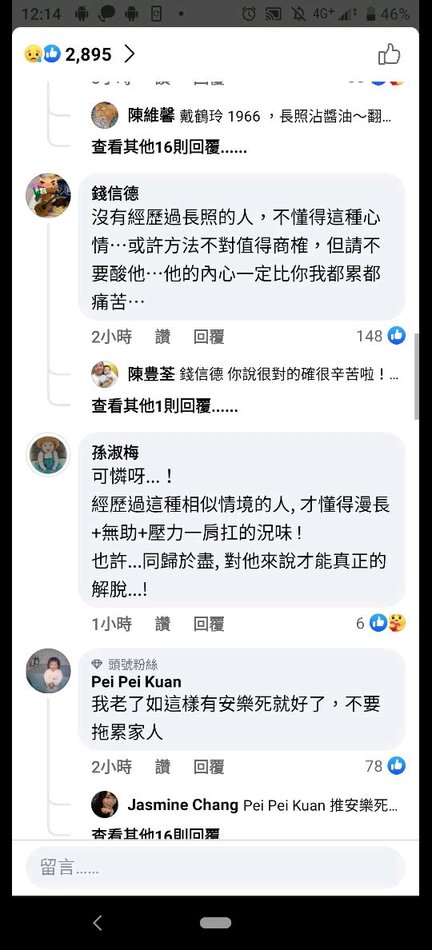 12:14
4G+
46%
2,895
陳維馨 戴鶴玲 1966 ，長照沾醬油～翻...
查看其他16則回覆......
錢信德
沒有經歷過長照的人，不懂得這種心
情…或許方法不對值得商榷，但請不
要酸他…他的內心一定比你我都累都
痛苦…
2小時 讚 回覆 148
陳豊荃 錢信德 你說很對的確很辛苦啦！...
查看其他1則回覆......
孫淑梅
可憐呀...！
經歷過這種相似情境的人, 才懂得漫長
+無助+壓力一肩扛的況味！
也許...同歸於盡, 對他來說才能真正的
解脫...!
1小時 讚 回覆 6
頭號粉絲
Pei Pei Kuan
我老了如這樣有安樂死就好了，不要
拖累家人
2小時 讚 回覆 78
Jasmine Chang Pei Pei Kuan 推安樂死...
查看其他16則回覆
留言......